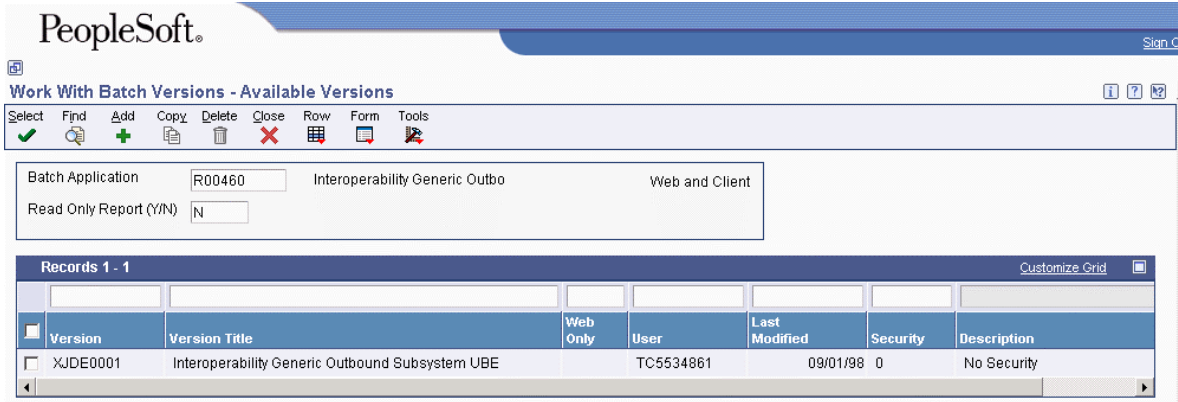 PeopleSoft®
Sign O
Work With Batch Versions - Available Versions
Select Find Add Copy Delete Close Row Form Tools
Batch Application R00460 Interoperability Generic Outbo Web and Client
Read Only Report (Y/N) N
Records 1 - 1 Customize Grid
Version Version Title Web Only User Last Modified Security Description
XJDE0001 Interoperability Generic Outbound Subsystem UBE TC5534861 09/01/98 0 No Security